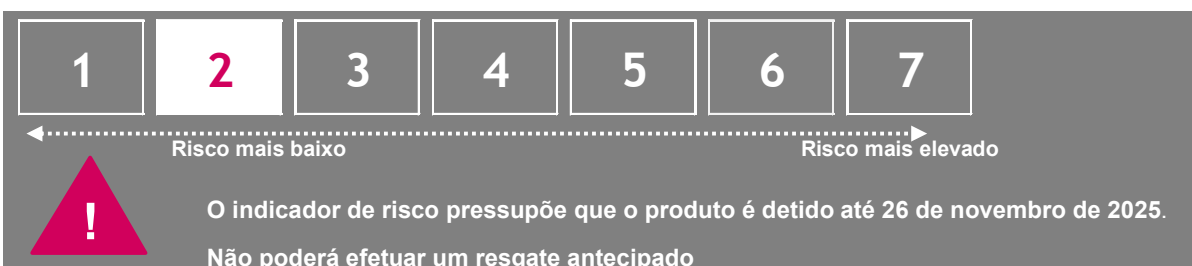 1 2 3 4 5 6 7
Risco mais baixo Risco mais elevado
! O indicador de risco pressupõe que o produto é detido até 26 de novembro de 2025.
Não poderá efetuar um resgate antecipado